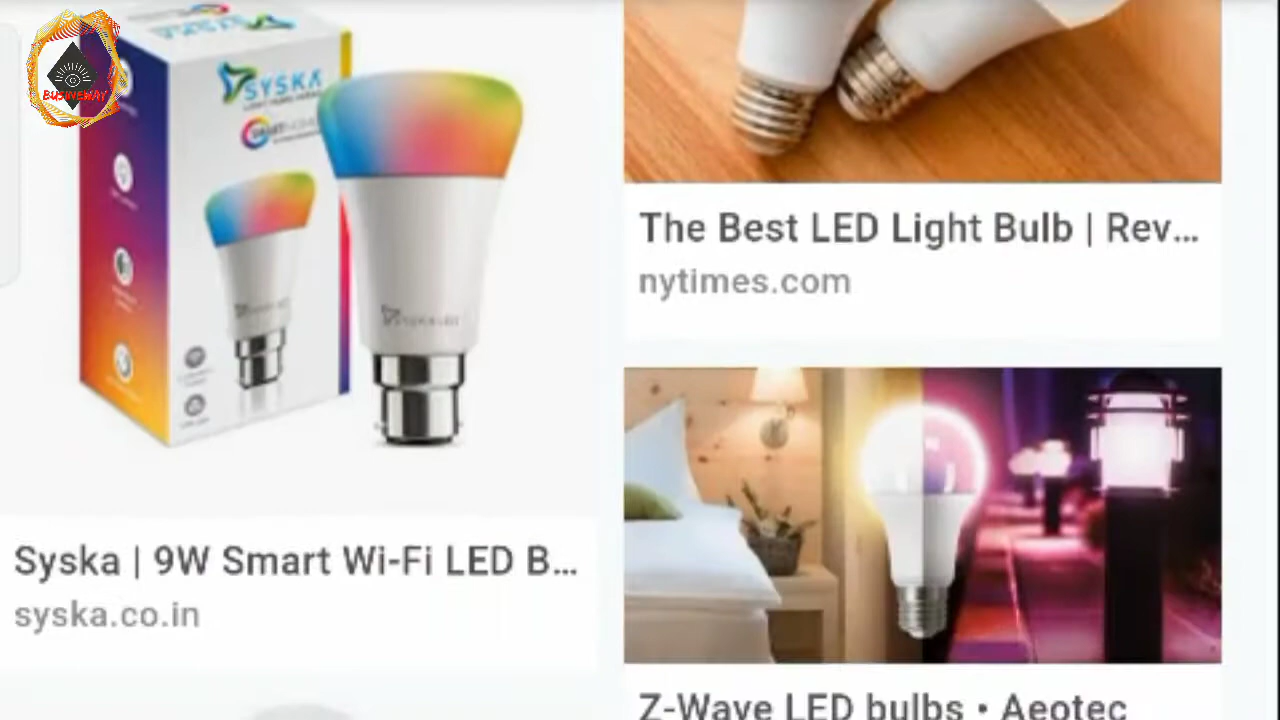 BUSINEWAY
SYSKA
Syska | 9W Smart Wi-Fi LED B...
syska.co.in
The Best LED Light Bulb | Rev...
nytimes.com
Z-Wave LED bulbs • Aeotec